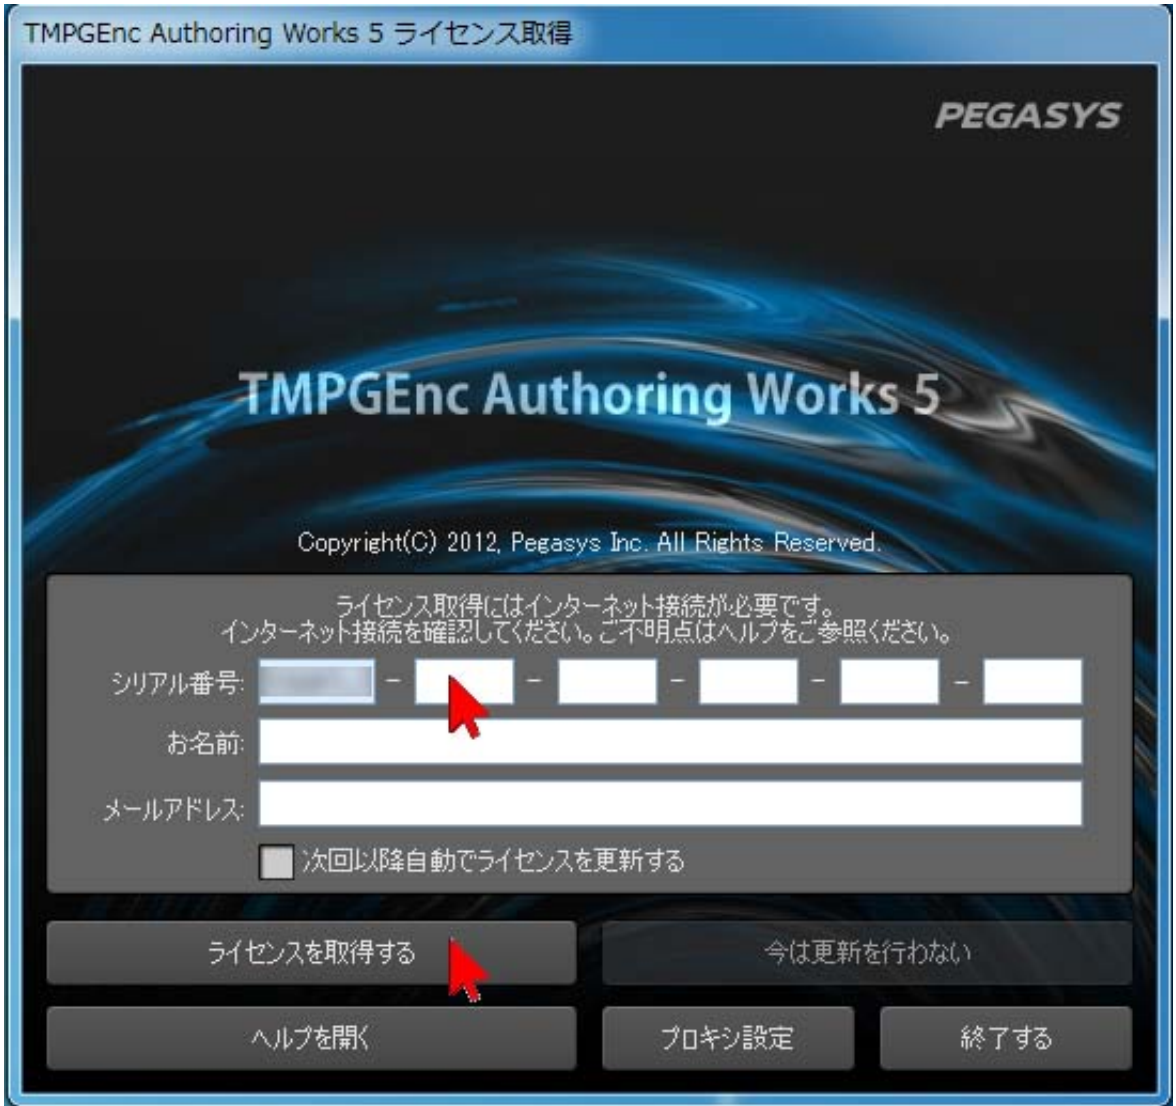 TMPGEnc Authoring Works 5 ライセンス取得
PEGASYS
TMPGEnc Authoring Works 5
Copyright(C) 2012, Pegasys Inc. All Rights Reserved.
ライセンス取得にはインターネット接続が必要です。
インターネット接続を確認してください。ご不明点はヘルプをご参照ください。
シリアル番号: - - - - -
お名前:
メールアドレス:
次回以降自動でライセンスを更新する
ライセンスを取得する 今は更新を行わない
ヘルプを開く プロキシ設定 終了する